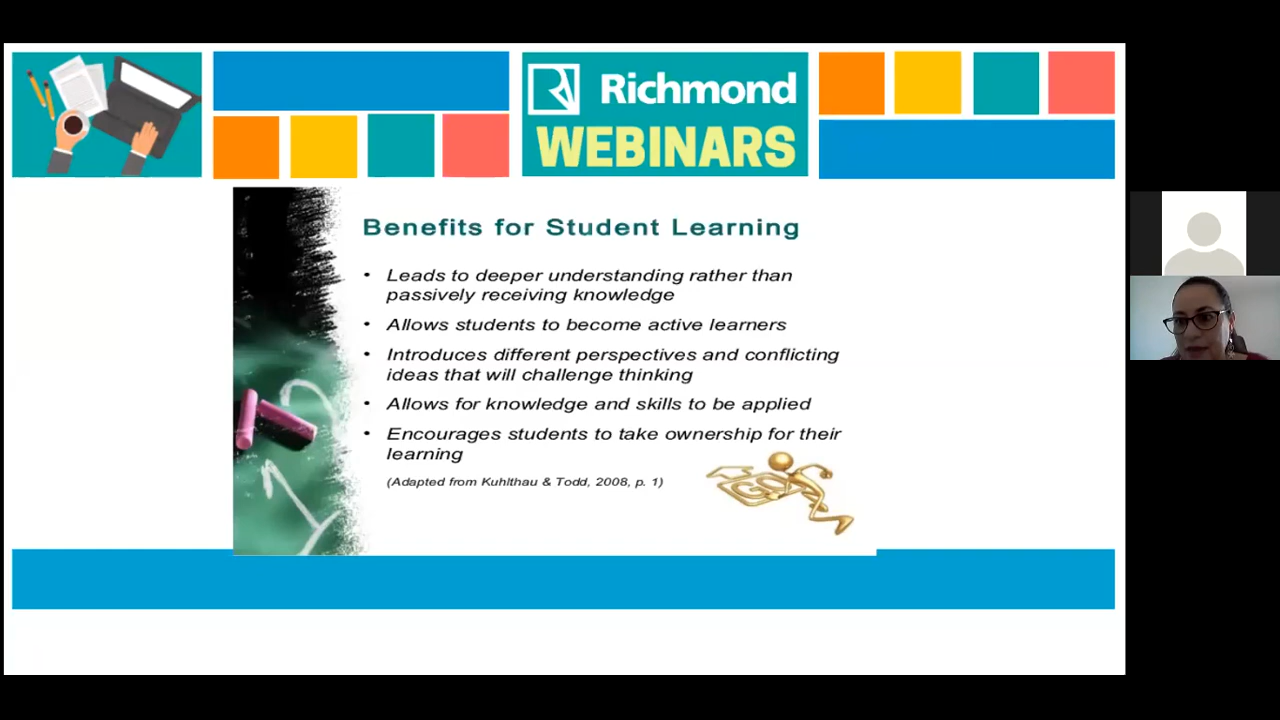 Richmond
WEBINARS
Benefits for Student Learning
• Leads to deeper understanding rather than
passively receiving knowledge
• Allows students to become active learners
• Introduces different perspectives and conflicting
ideas that will challenge thinking
• Allows for knowledge and skills to be applied
• Encourages students to take ownership for their
learning
(Adapted from Kuhlthau & Todd, 2008, p. 1)
GO